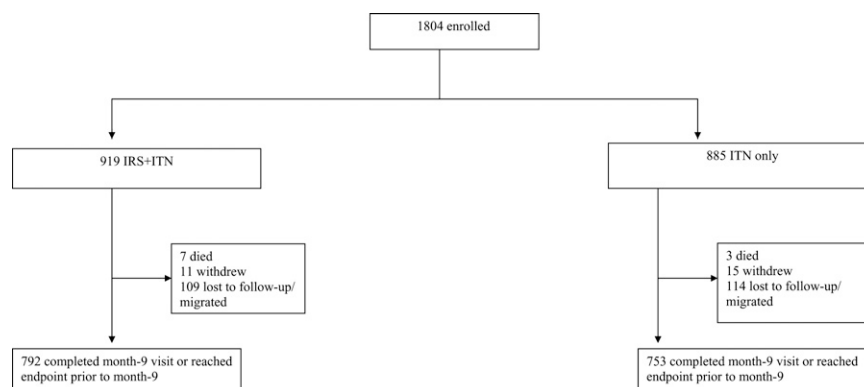 1804 enrolled
919 IRS+ITN
885 ITN only
7 died
11 withdrew
109 lost to follow-up/
migrated
3 died
15 withdrew
114 lost to follow-up/
migrated
792 completed month-9 visit or reached
endpoint prior to month-9
753 completed month-9 visit or reached
endpoint prior to month-9